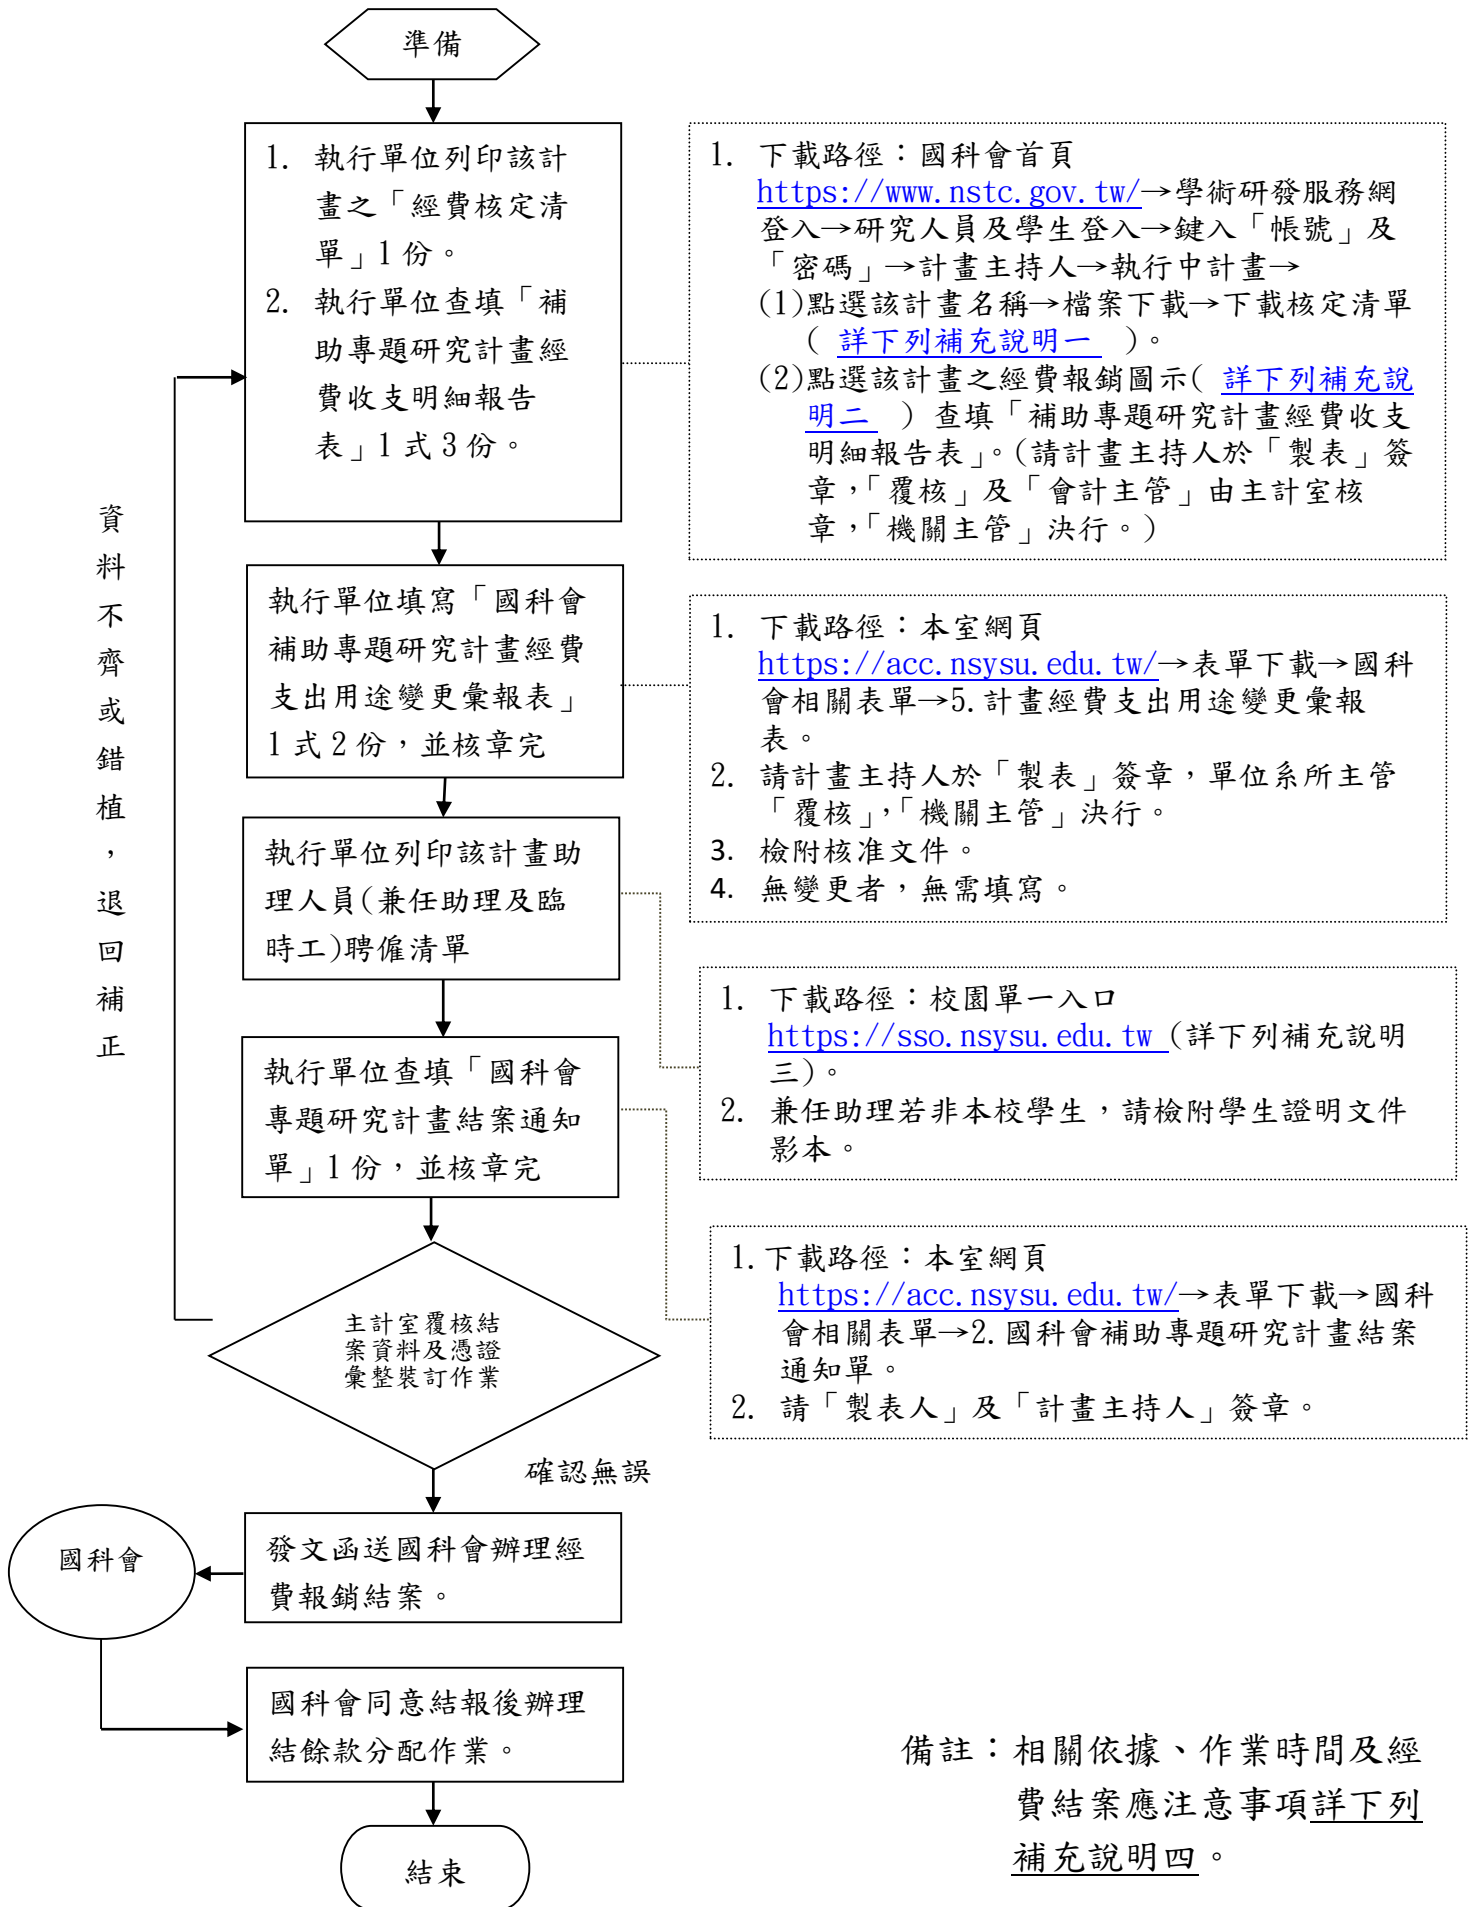 準備
1. 執行單位列印該計
畫之「經費核定清
單」1 份。
2. 執行單位查填「補
助專題研究計畫經
費收支明細報告
表」1 式 3 份。
1. 下載路徑：國科會首頁
https://www.nstc.gov.tw/→學術研發服務網
登入→研究人員及學生登入→鍵入「帳號」及
「密碼」→計畫主持人→執行中計畫→
(1)點選該計畫名稱→檔案下載→下載核定清單
( 詳下列補充說明一 )。
(2)點選該計畫之經費報銷圖示( 詳下列補充說
明二 ) 查填「補助專題研究計畫經費收支
明細報告表」。(請計畫主持人於「製表」簽
章，「覆核」及「會計主管」由主計室核
章，「機關主管」決行。)
執行單位填寫「國科會
補助專題研究計畫經費
支出用途變更彙報表」
1 式 2 份，並核章完
1. 下載路徑：本室網頁
https://acc.nsysu.edu.tw/→表單下載→國科
會相關表單→5.計畫經費支出用途變更彙報
表。
2. 請計畫主持人於「製表」簽章，單位系所主管
「覆核」，「機關主管」決行。
3. 檢附核准文件。
4. 無變更者，無需填寫。
執行單位列印該計畫助
理人員(兼任助理及臨
時工)聘僱清單
1. 下載路徑：校園單一入口
https://sso.nsysu.edu.tw (詳下列補充說明
三)。
2. 兼任助理若非本校學生，請檢附學生證明文件
影本。
執行單位查填「國科會
專題研究計畫結案通知
單」1 份，並核章完
1.下載路徑：本室網頁
https://acc.nsysu.edu.tw/→表單下載→國科
會相關表單→2.國科會補助專題研究計畫結案
通知單。
2. 請「製表人」及「計畫主持人」簽章。
資
料
不
齊
或
錯
植
，
退
回
補
正
主計室覆核結
案資料及憑證
彙整裝訂作業
確認無誤
發文函送國科會辦理經
費報銷結案。
國科會
國科會同意結報後辦理
結餘款分配作業。
結束
備註：相關依據、作業時間及經
費結案應注意事項詳下列
補充說明四。